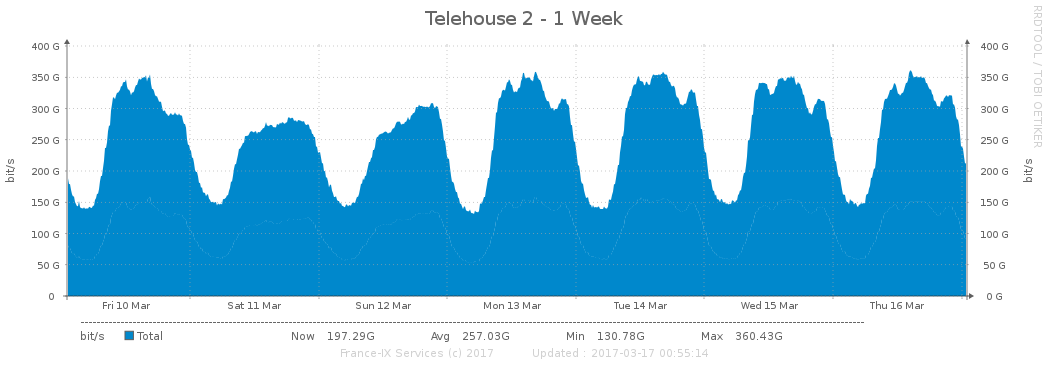 Telehouse 2 - 1 Week
RRDTOOL / TOBI OETIKER
bit/s
bit/s
400 G 400 G
350 G 350 G
300 G 300 G
250 G 250 G
200 G 200 G
150 G 150 G
100 G 100 G
50 G 50 G
0 0 G
Fri 10 Mar Sat 11 Mar Sun 12 Mar Mon 13 Mar Tue 14 Mar Wed 15 Mar Thu 16 Mar
bit/s Total Now 197.29G Avg 257.03G Min 130.78G Max 360.43G
France-IX Services (c) 2017 Updated : 2017-03-17 00:55:14